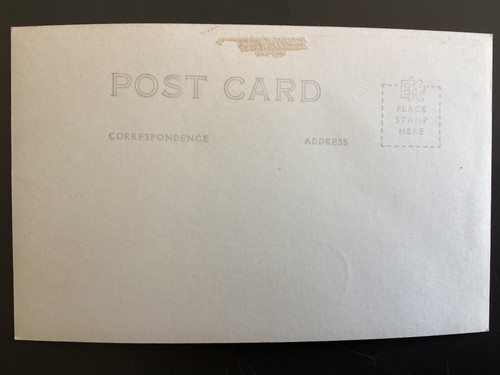 POST CARD
EK
PLACE
STAMP
HERE
CORRESPONDENCE
ADDRESS